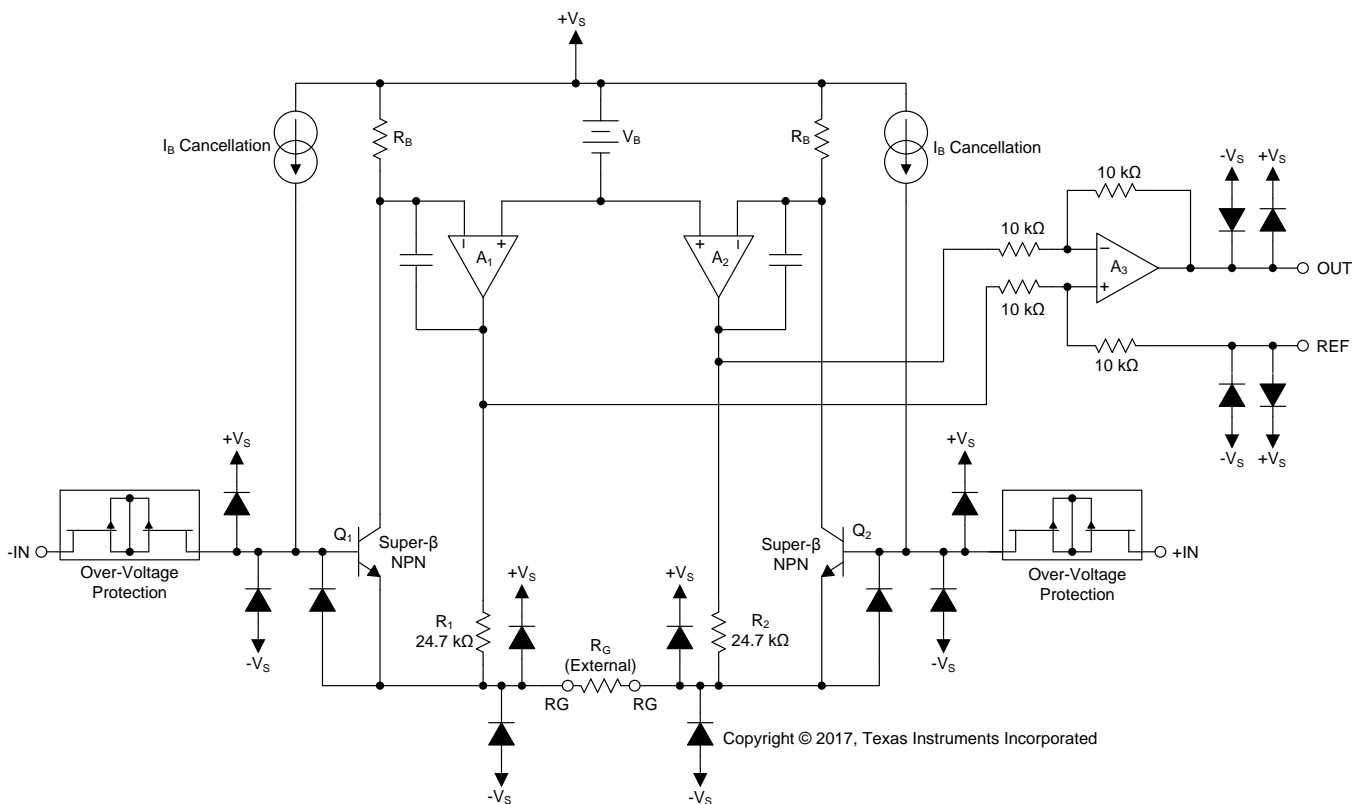 +VS
IB Cancellation
RB
VB
RB
IB Cancellation
-VS
+VS
10 kΩ
10 kΩ
A1
A2
A3
10 kΩ
OUT
10 kΩ
REF
-VS
+VS
+VS
+VS
-IN
Over-Voltage
Protection
Q1
Super-β
NPN
Q2
Super-β
NPN
+IN
Over-Voltage
Protection
+VS
+VS
R1
24.7 kΩ
R2
24.7 kΩ
RG
(External)
RG
RG
-VS
-VS
-VS
-VS
Copyright © 2017, Texas Instruments Incorporated